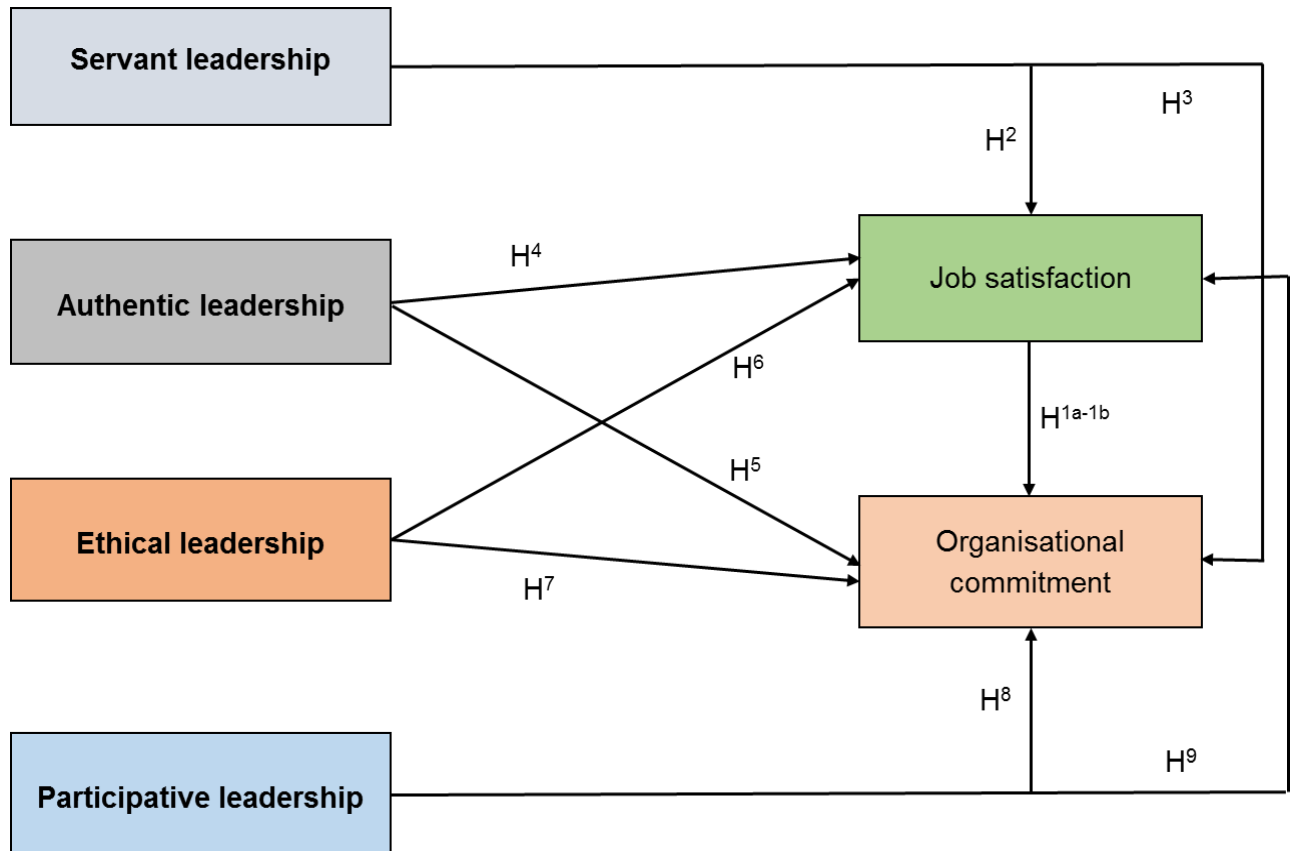 Servant leadership
H³
H²
Authentic leadership
H⁴
Job satisfaction
H⁶
H¹ᵃ⁻¹ᵇ
H⁵
Ethical leadership
Organisational
commitment
H⁷
H⁸
Participative leadership
H⁹